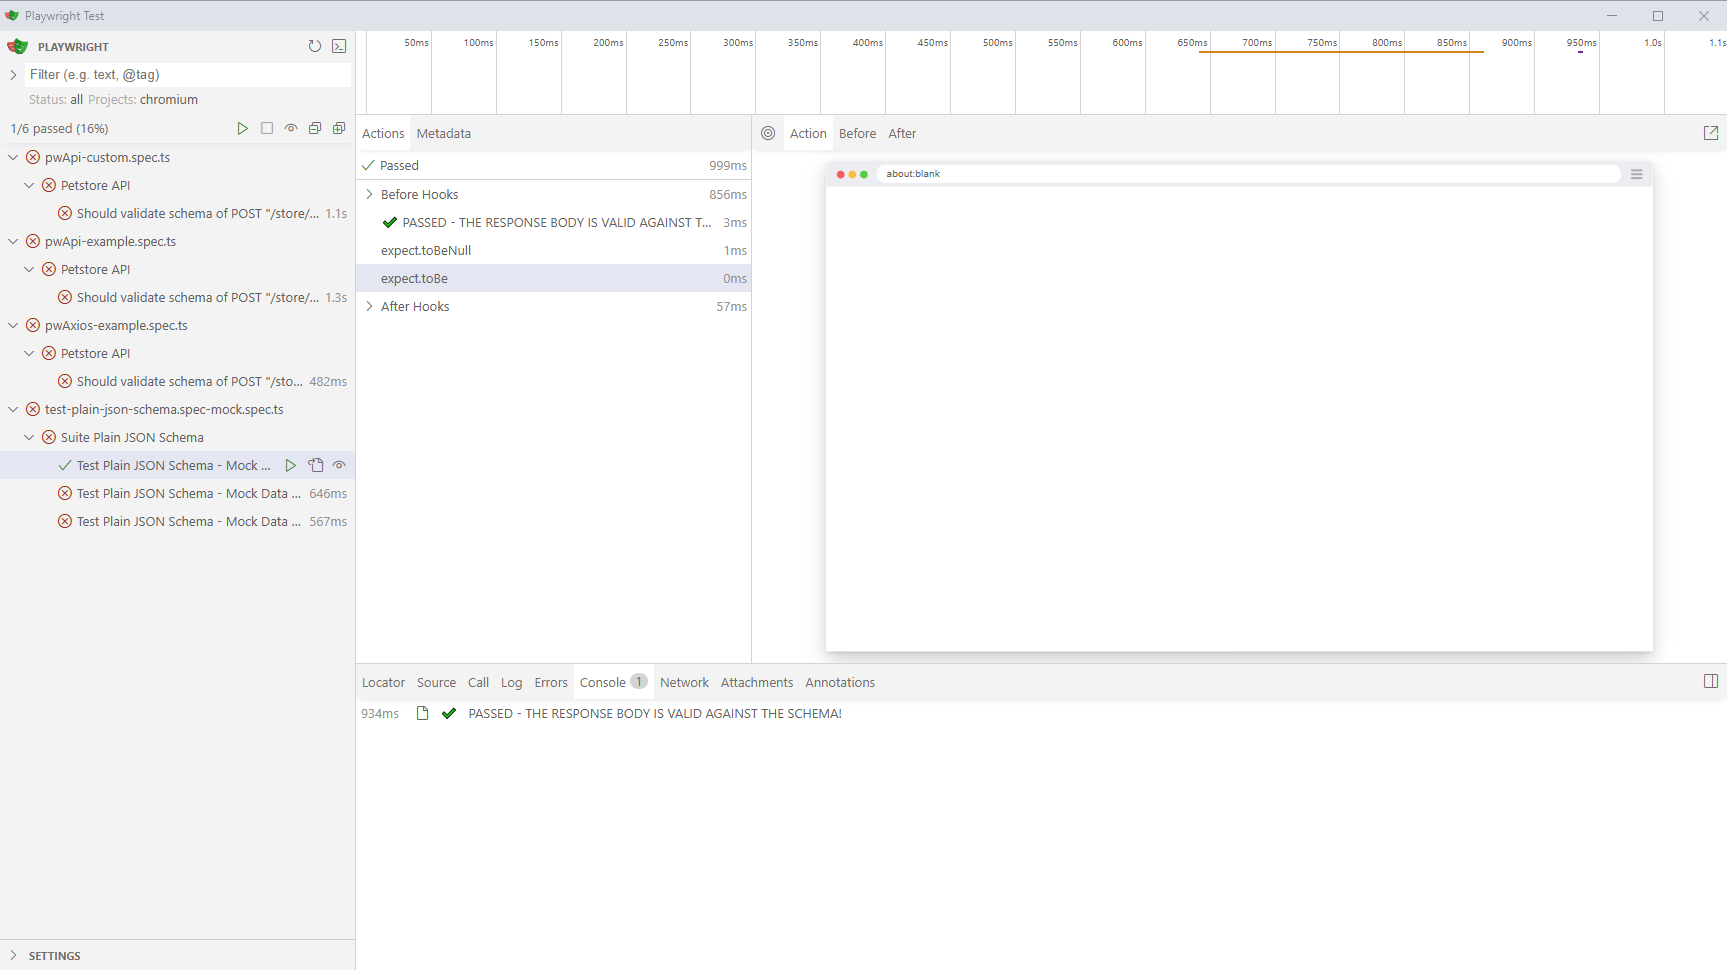 Playwright Test
PLAYWRIGHT
Filter (e.g. text, @tag)
Status: all Projects: chromium
1/6 passed (16%)
pwApi-custom.spec.ts
Petstore API
Should validate schema of POST "/store/... 1.1s
pwApi-example.spec.ts
Petstore API
Should validate schema of POST "/store/... 1.3s
pwAxios-example.spec.ts
Petstore API
Should validate schema of POST "/sto... 482ms
test-plain-json-schema.spec-mock.spec.ts
Suite Plain JSON Schema
Test Plain JSON Schema - Mock ...
Test Plain JSON Schema - Mock Data ... 646ms
Test Plain JSON Schema - Mock Data ... 567ms
SETTINGS
50ms 100ms 150ms 200ms 250ms 300ms 350ms 400ms 450ms 500ms 550ms 600ms 650ms 700ms 750ms 800ms 850ms 900ms 950ms 1.0s 1.1s
Actions Metadata
Passed 999ms
Before Hooks 856ms
PASSED - THE RESPONSE BODY IS VALID AGAINST T... 3ms
expect.toBeNull 1ms
expect.toBe 0ms
After Hooks 57ms
Action Before After
about:blank
Locator Source Call Log Errors Console 1 Network Attachments Annotations
934ms PASSED - THE RESPONSE BODY IS VALID AGAINST THE SCHEMA!